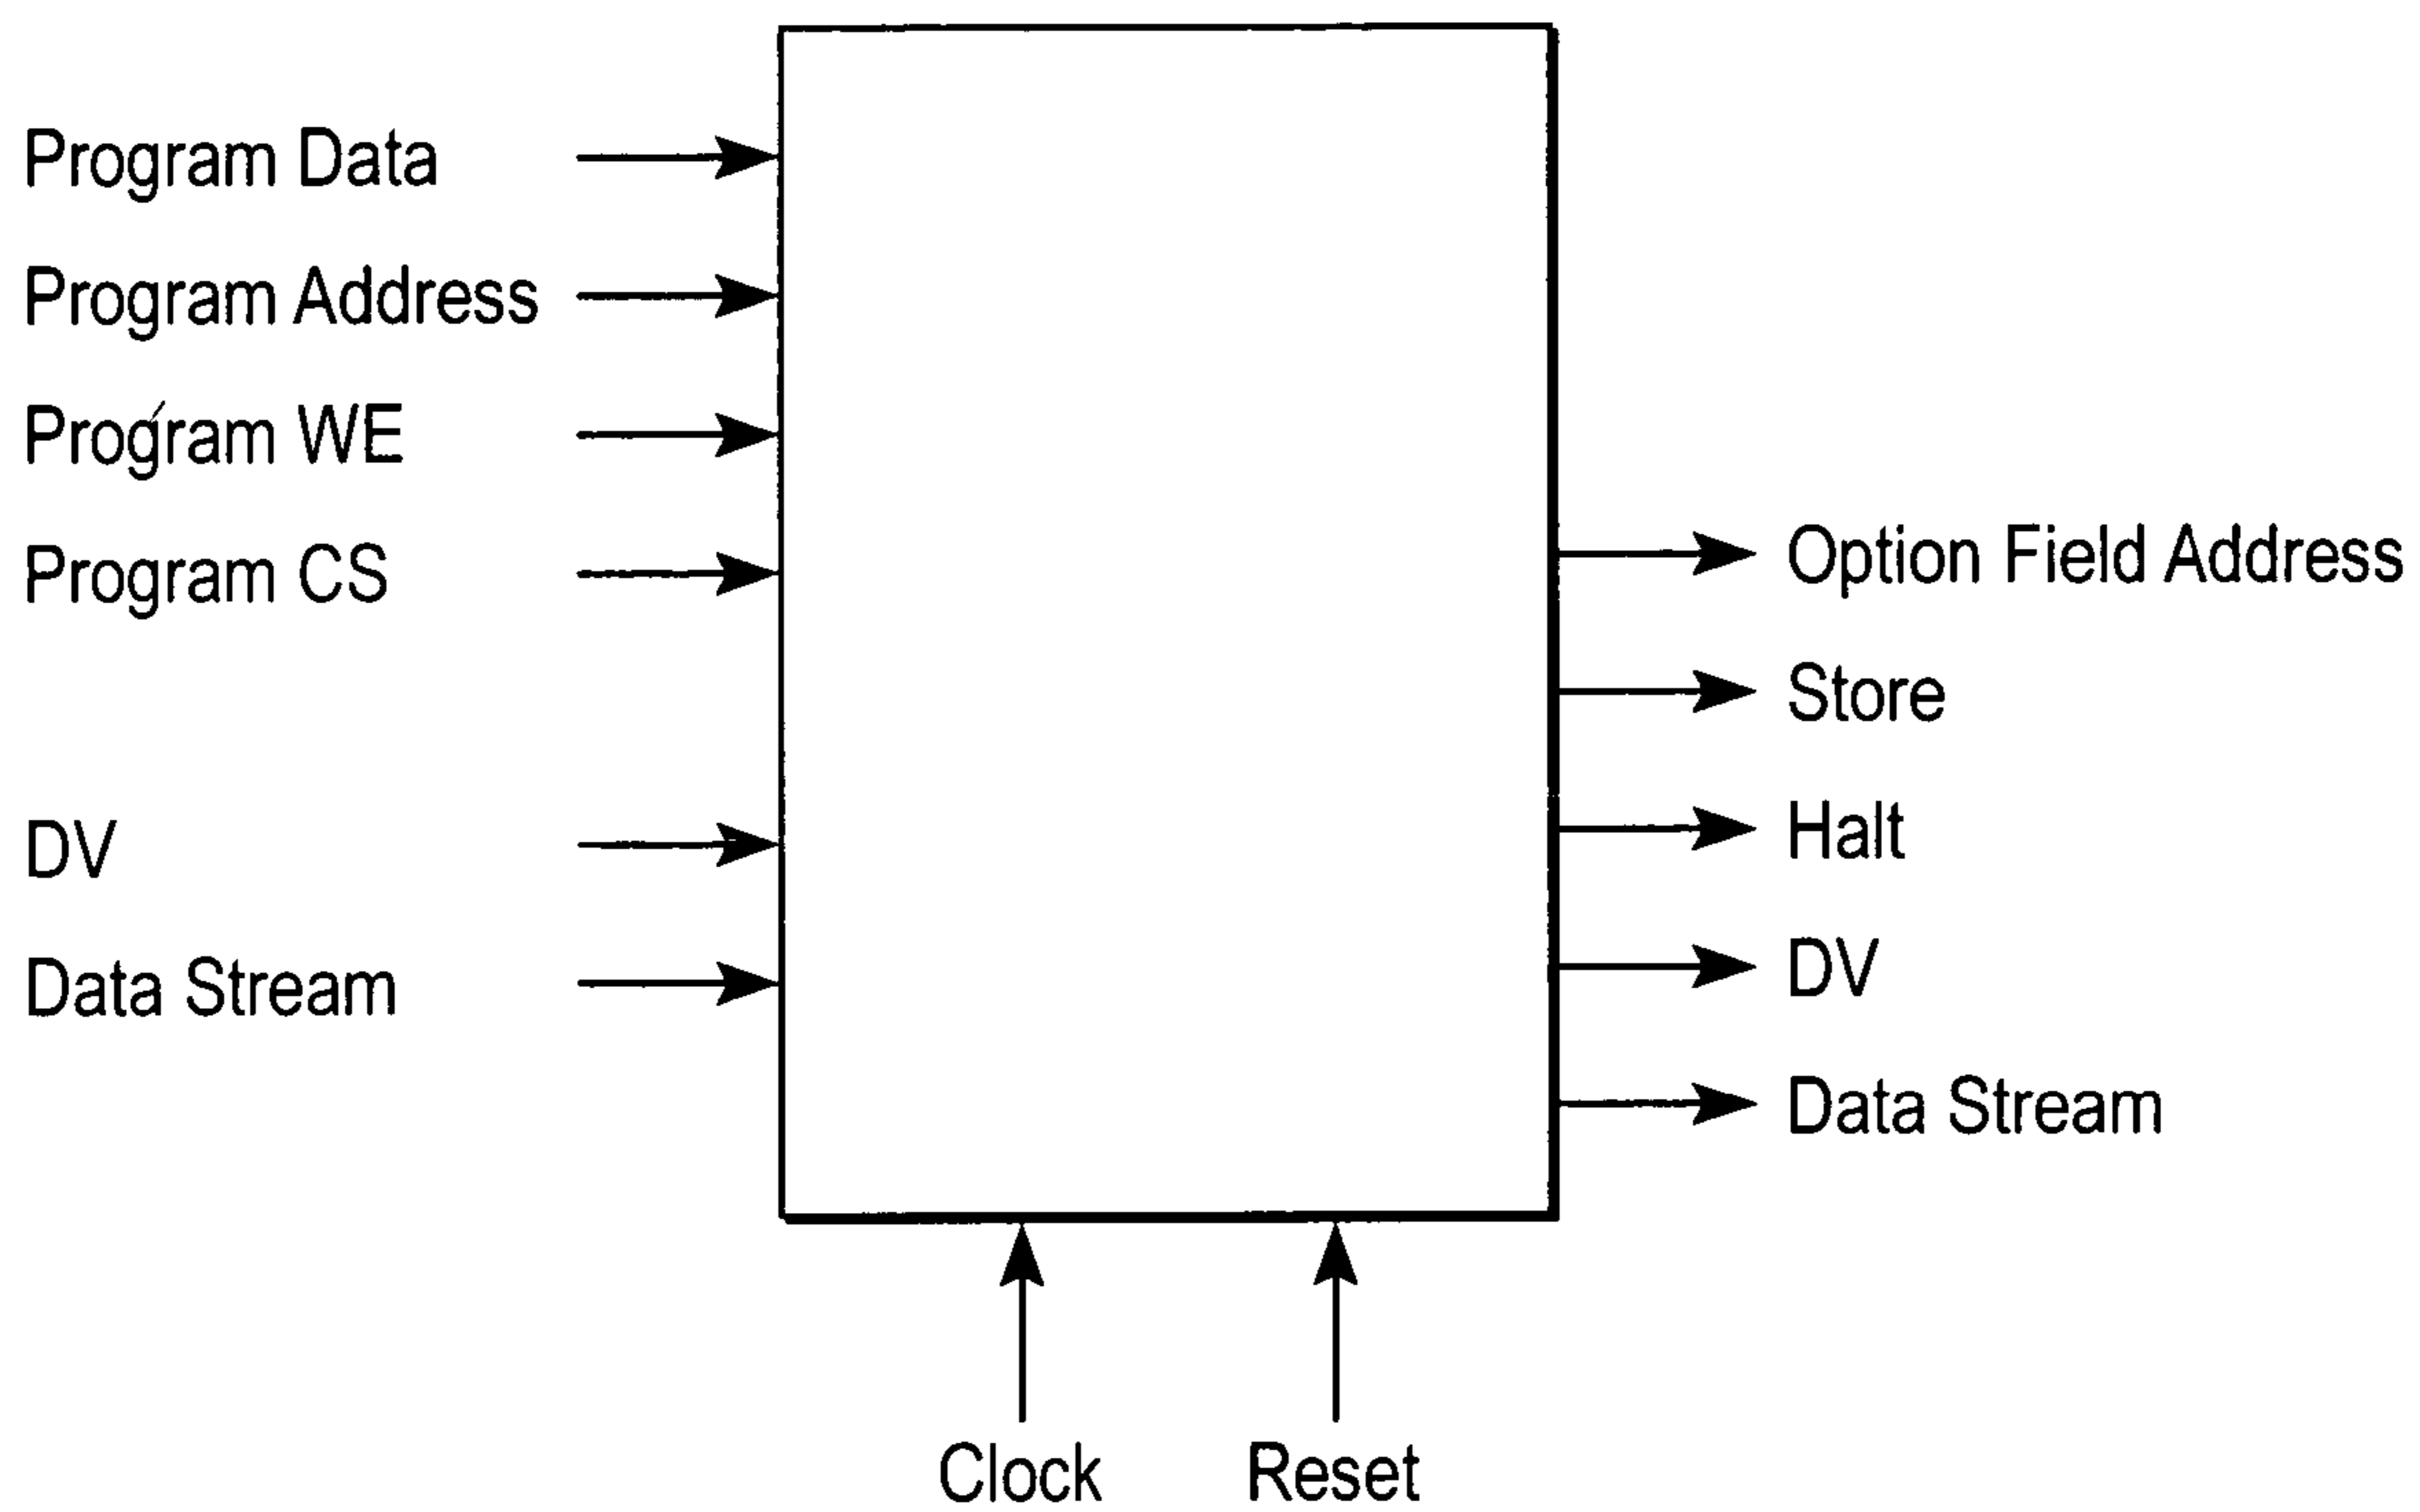 Program Data
Program Address
Program WE
Program CS
DV
Data Stream
Option Field Address
Store
Halt
DV
Data Stream
Clock
Reset